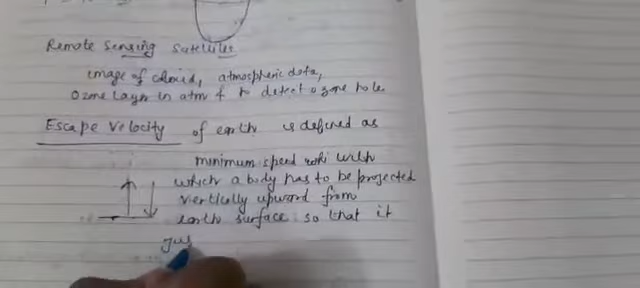 Remote Sensing Satellites
image of cloud, atmospheric data,
Ozone layer in atm & to detect ozone hole
Escape Velocity of earth is defined as
minimum speed with
which a body has to be projected
vertically upward from
earth surface so that it
jus